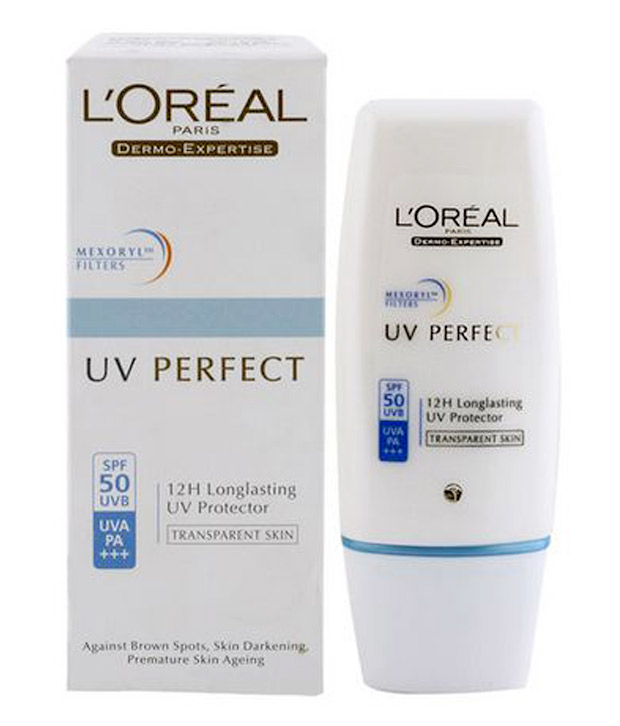 L'ORÉAL
PARIS
DERMO-EXPERTISE
MEXORYL™
FILTERS
UV PERFECT
SPF
50
UVB
UVA
PA
+++
12H Longlasting
UV Protector
TRANSPARENT SKIN
Against Brown Spots, Skin Darkening,
Premature Skin Ageing
L'ORÉAL
PARIS
DERMO-EXPERTISE
MEXORYL™
FILTERS
UV PERFECT
SPF
50
UVB
UVA
PA
+++
12H Longlasting
UV Protector
TRANSPARENT SKIN